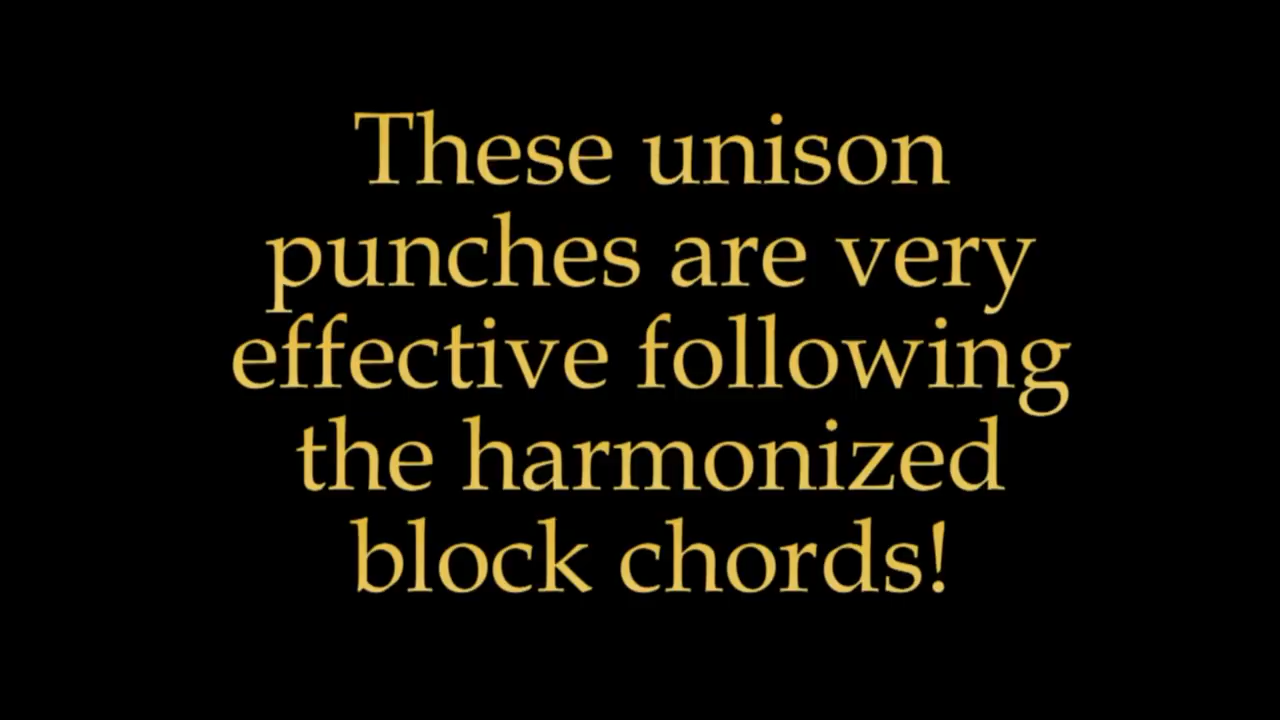 These unison
punches are very
effective following
the harmonized
block chords!